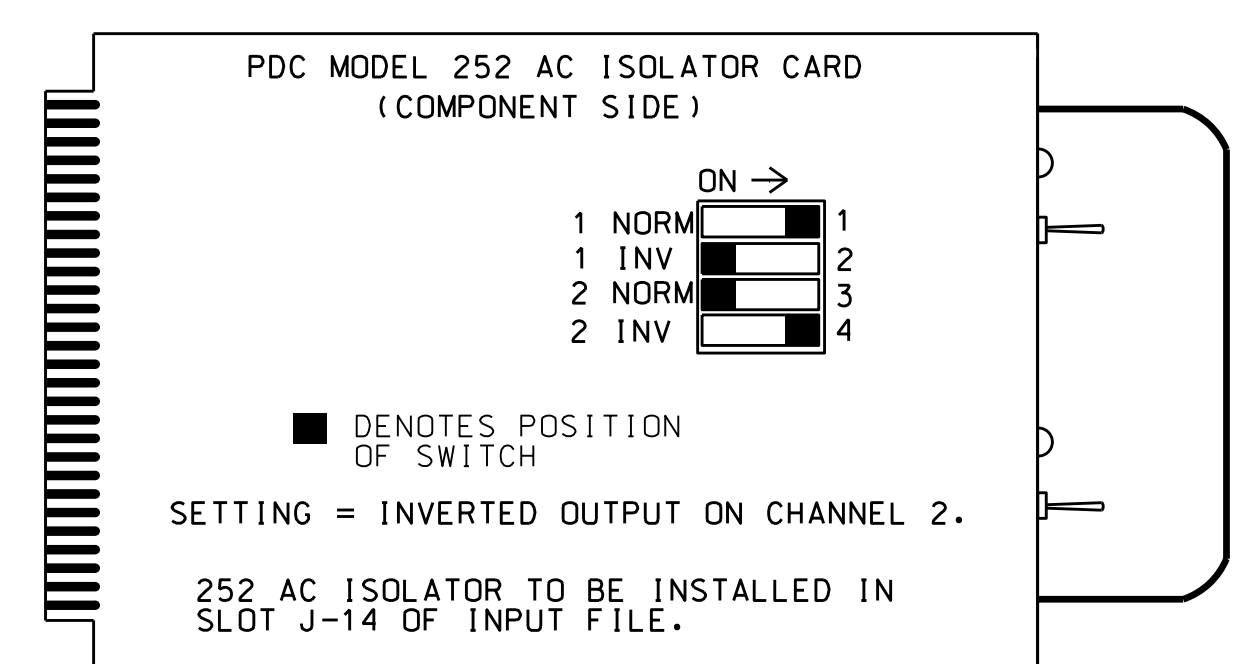 PDC MODEL 252 AC ISOLATOR CARD
(COMPONENT SIDE)
ON →
1 NORM 1
1 INV 2
2 NORM 3
2 INV 4
DENOTES POSITION
OF SWITCH
SETTING = INVERTED OUTPUT ON CHANNEL 2.
252 AC ISOLATOR TO BE INSTALLED IN
SLOT J-14 OF INPUT FILE.